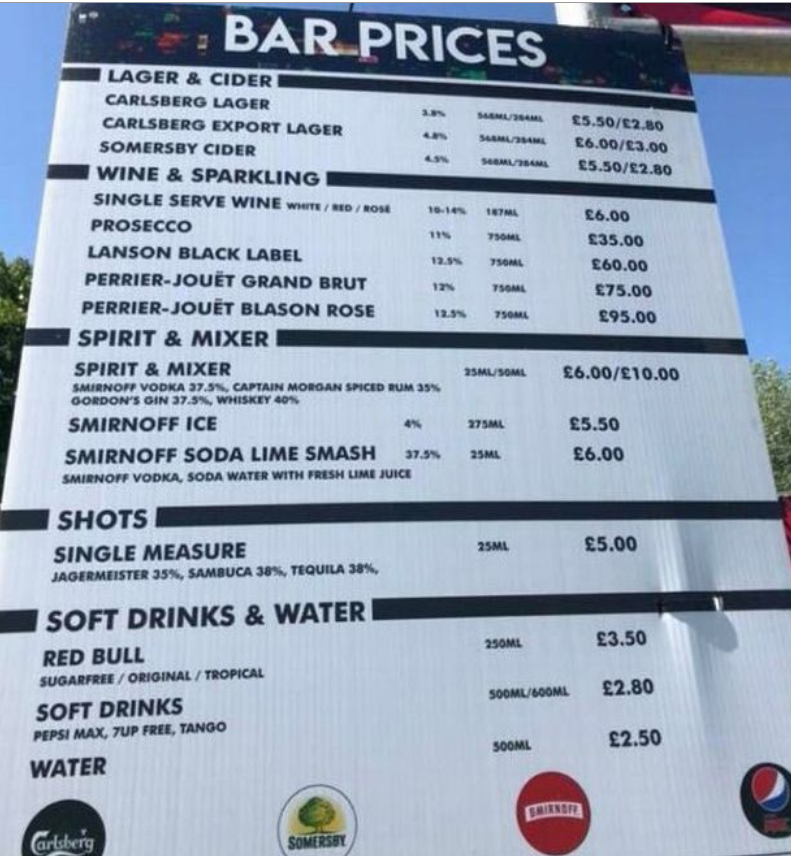 BAR PRICES
LAGER & CIDER
CARLSBERG LAGER 3.8% 568ML/284ML £5.50/£2.80
CARLSBERG EXPORT LAGER 4.8% 568ML/284ML £6.00/£3.00
SOMERSBY CIDER 4.5% 568ML/284ML £5.50/£2.80
WINE & SPARKLING
SINGLE SERVE WINE WHITE / RED / ROSÉ 10-14% 187ML £6.00
PROSECCO 11% 750ML £35.00
LANSON BLACK LABEL 12.5% 750ML £60.00
PERRIER-JOUËT GRAND BRUT 12% 750ML £75.00
PERRIER-JOUËT BLASON ROSE 12.5% 750ML £95.00
SPIRIT & MIXER
SPIRIT & MIXER 25ML/50ML £6.00/£10.00
SMIRNOFF VODKA 37.5%, CAPTAIN MORGAN SPICED RUM 35%
GORDON'S GIN 37.5%, WHISKEY 40%
SMIRNOFF ICE 4% 275ML £5.50
SMIRNOFF SODA LIME SMASH 37.5% 25ML £6.00
SMIRNOFF VODKA, SODA WATER WITH FRESH LIME JUICE
SHOTS
SINGLE MEASURE 25ML £5.00
JAGERMEISTER 35%, SAMBUCA 38%, TEQUILA 38%,
SOFT DRINKS & WATER
RED BULL 250ML £3.50
SUGARFREE / ORIGINAL / TROPICAL
SOFT DRINKS 500ML/600ML £2.80
PEPSI MAX, 7UP FREE, TANGO
WATER 500ML £2.50
Carlsberg
SOMERSBY
SMIRNOFF